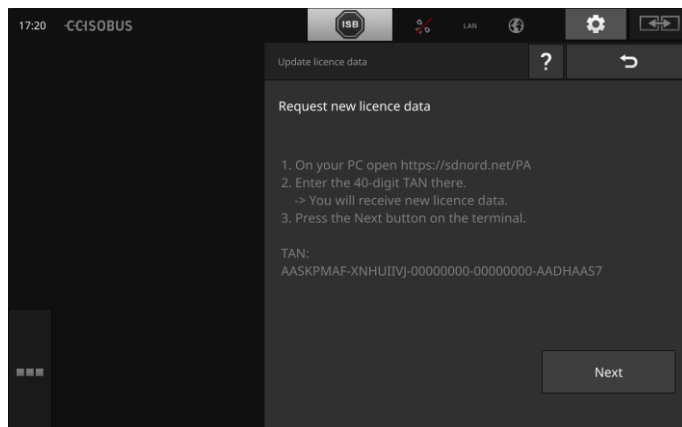 17:20 CCISOBUS ISB LAN
Update licence data ?
Request new licence data
1. On your PC open https://sdnord.net/PA
2. Enter the 40-digit TAN there.
-> You will receive new licence data.
3. Press the Next button on the terminal.
TAN:
AASKPMAF-XNHUIIVJ-00000000-00000000-AADHAAS7
Next